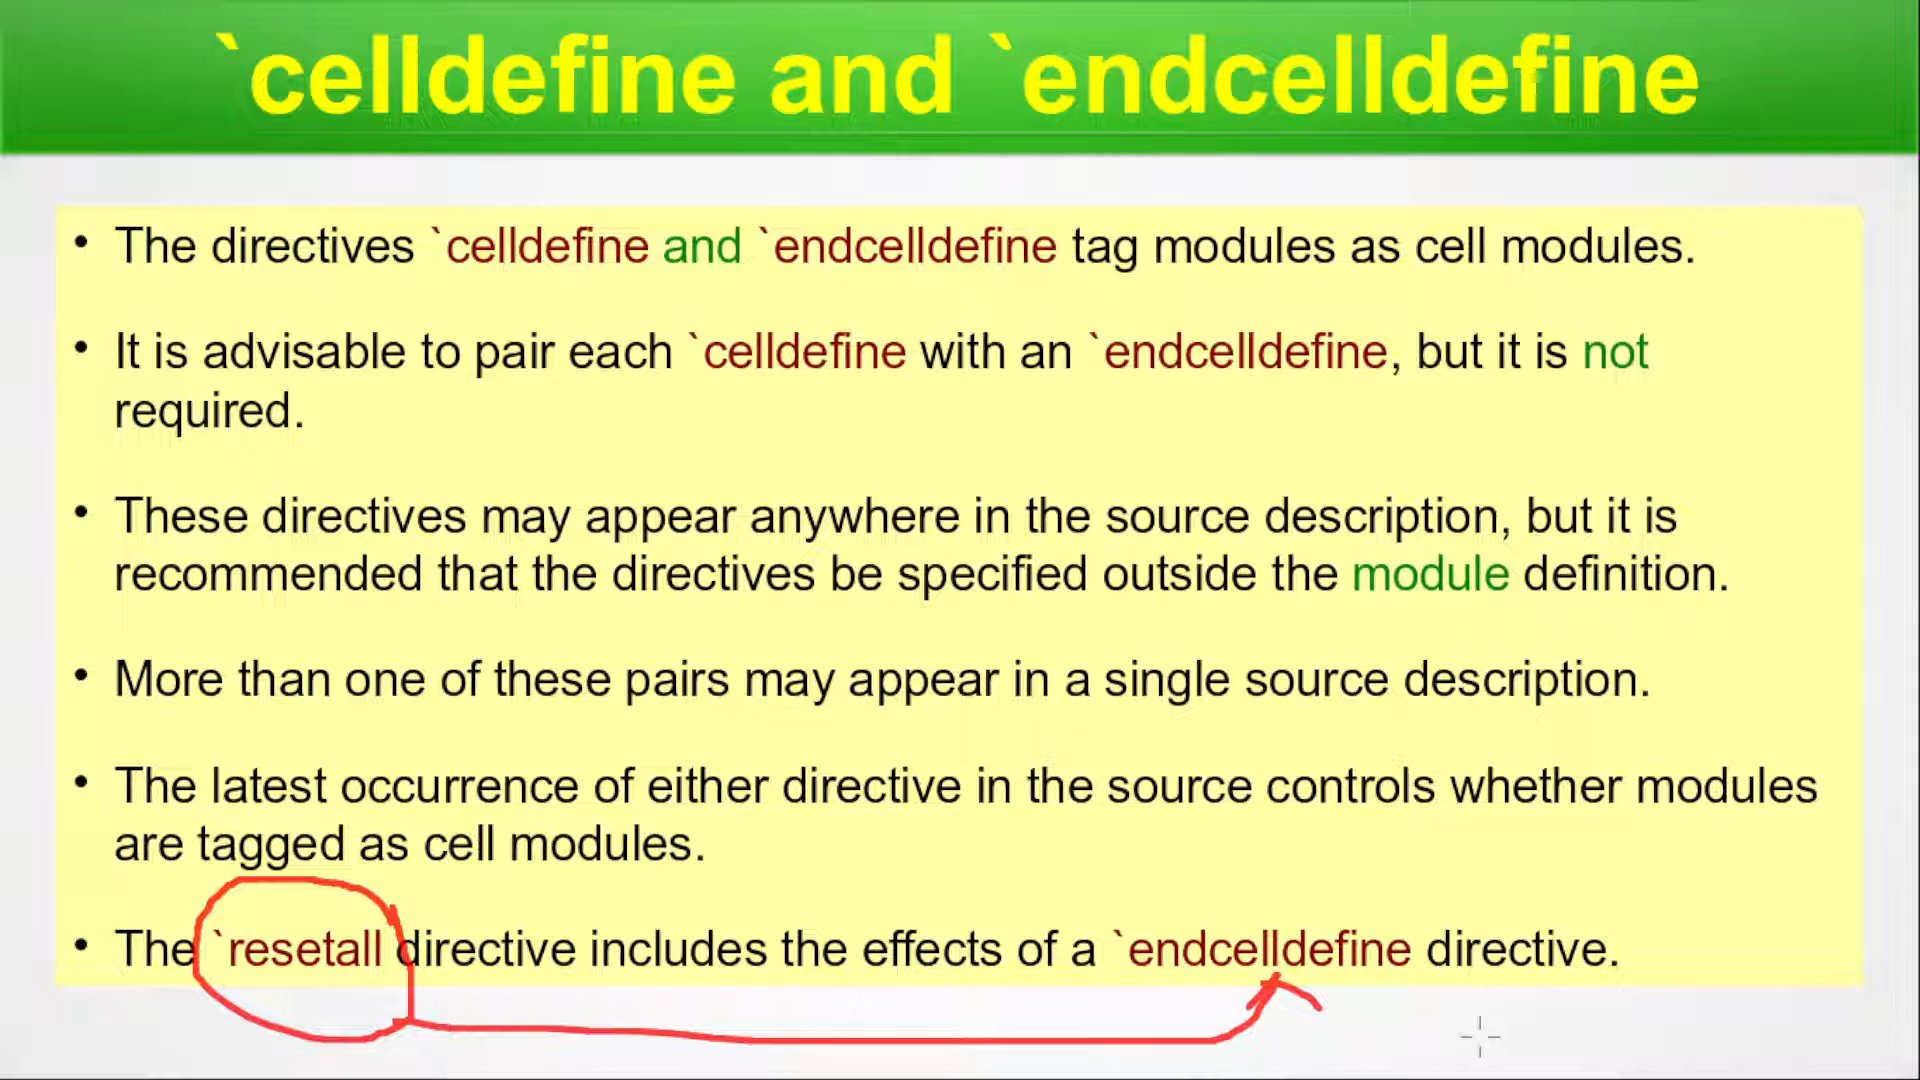 `celldefine and `endcelldefine
• The directives `celldefine and `endcelldefine tag modules as cell modules.
• It is advisable to pair each `celldefine with an `endcelldefine, but it is not
required.
• These directives may appear anywhere in the source description, but it is
recommended that the directives be specified outside the module definition.
• More than one of these pairs may appear in a single source description.
• The latest occurrence of either directive in the source controls whether modules
are tagged as cell modules.
• The `resetall directive includes the effects of a `endcelldefine directive.